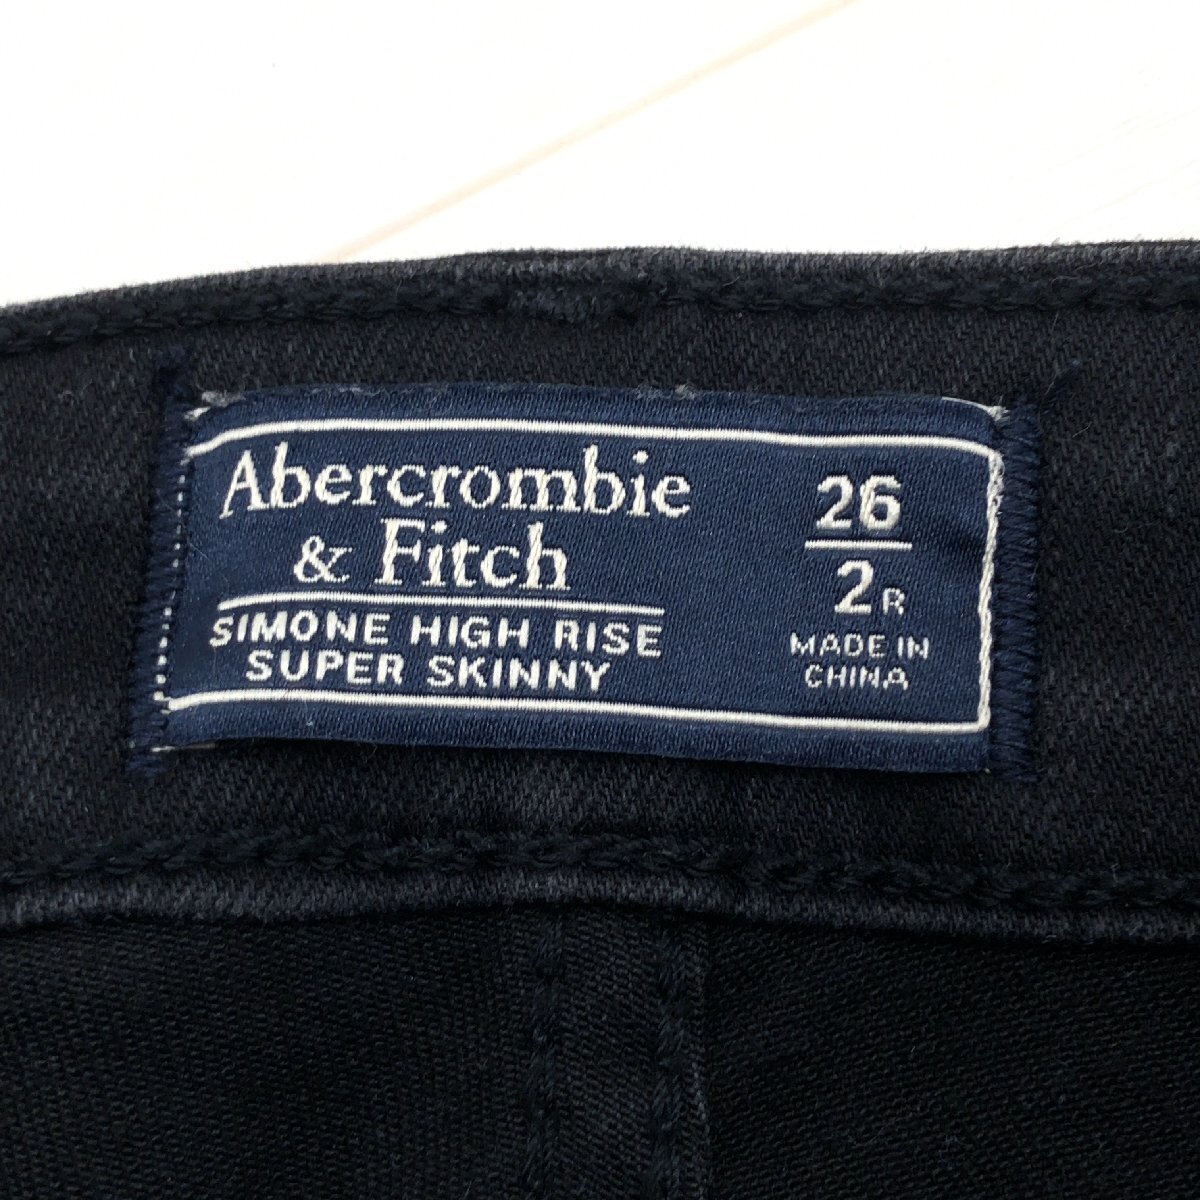 Abercrombie
& Fitch
SIMONE HIGH RISE
SUPER SKINNY
26
2R
MADE IN
CHINA